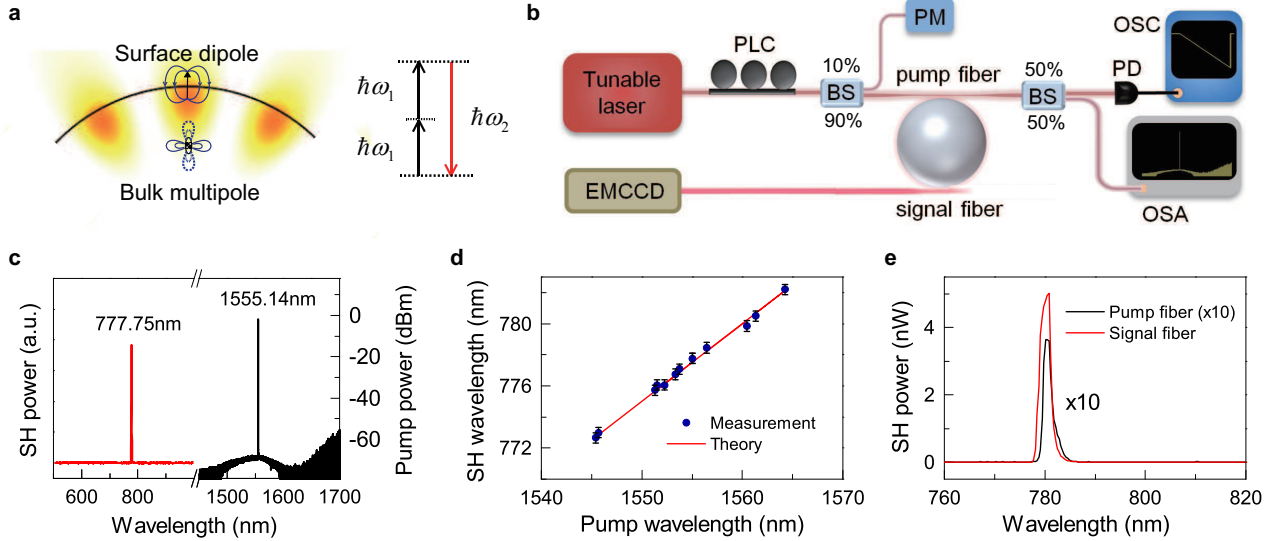 a
Surface dipole
Bulk multipole
ħω₁
ħω₁
ħω₂
b
Tunable
laser
PLC
10%
BS
90%
PM
pump fiber
50%
BS
50%
PD
OSC
OSA
EMCCD
signal fiber
c
SH power (a.u.)
777.75nm
1555.14nm
0
-20
-40
-60
Pump power (dBm)
600 800 1500 1600 1700
Wavelength (nm)
d
SH wavelength (nm)
780
776
772
Measurement
Theory
1540 1550 1560 1570
Pump wavelength (nm)
e
SH power (nW)
4
2
0
Pump fiber (x10)
Signal fiber
x10
760 780 800 820
Wavelength (nm)